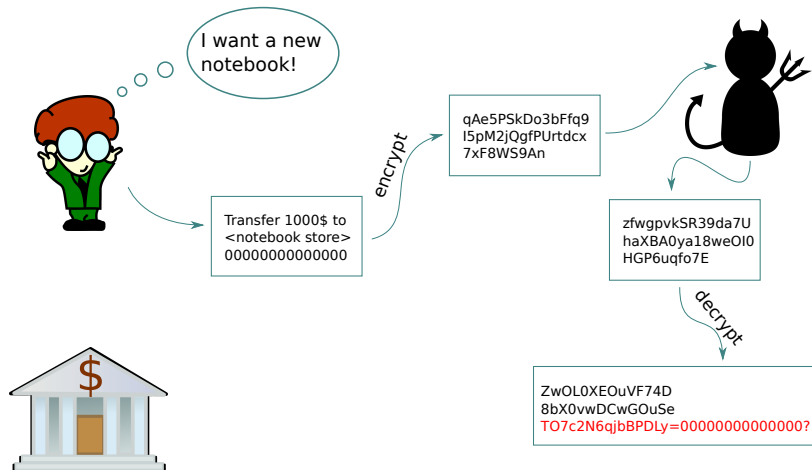 I want a new
notebook!
Transfer 1000$ to
<notebook store>
00000000000000
encrypt
qAe5PSkDo3bFfq9
I5pM2jQgfPUrtdcx
7xF8WS9An
zfwgpvkSR39da7U
haXBA0ya18weOI0
HGP6uqfo7E
decrypt
ZwOL0XEOuVF74D
8bX0vwDCwGOuSe
TO7c2N6qjbBPDLy=00000000000000?
$